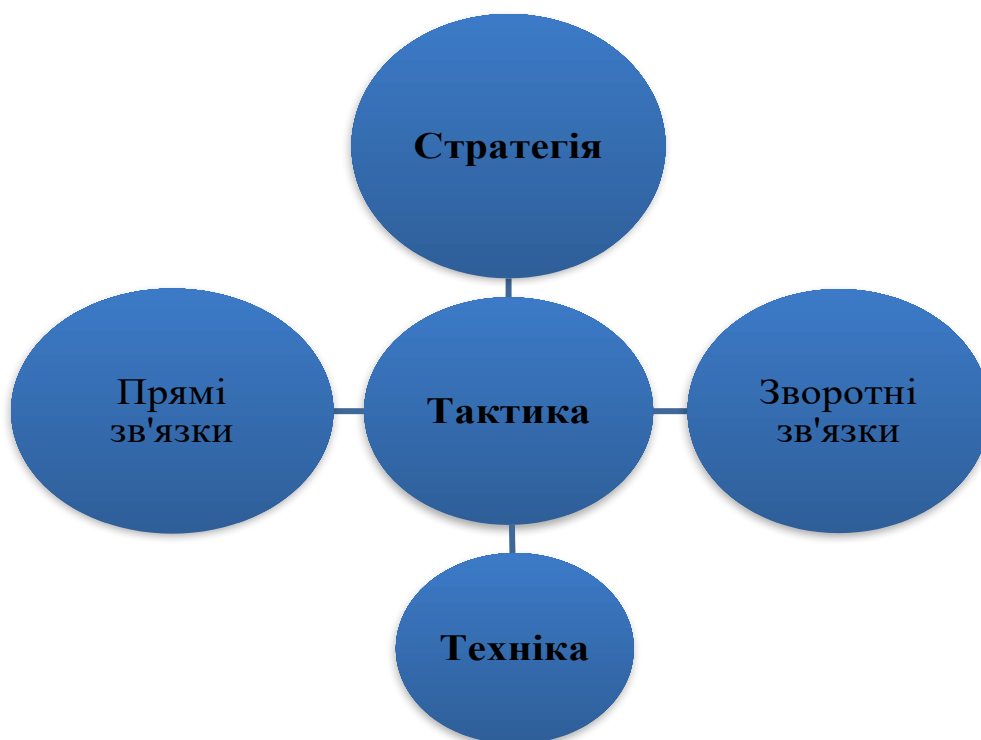 Стратегія
Прямі
зв'язки
Тактика
Зворотні
зв'язки
Техніка